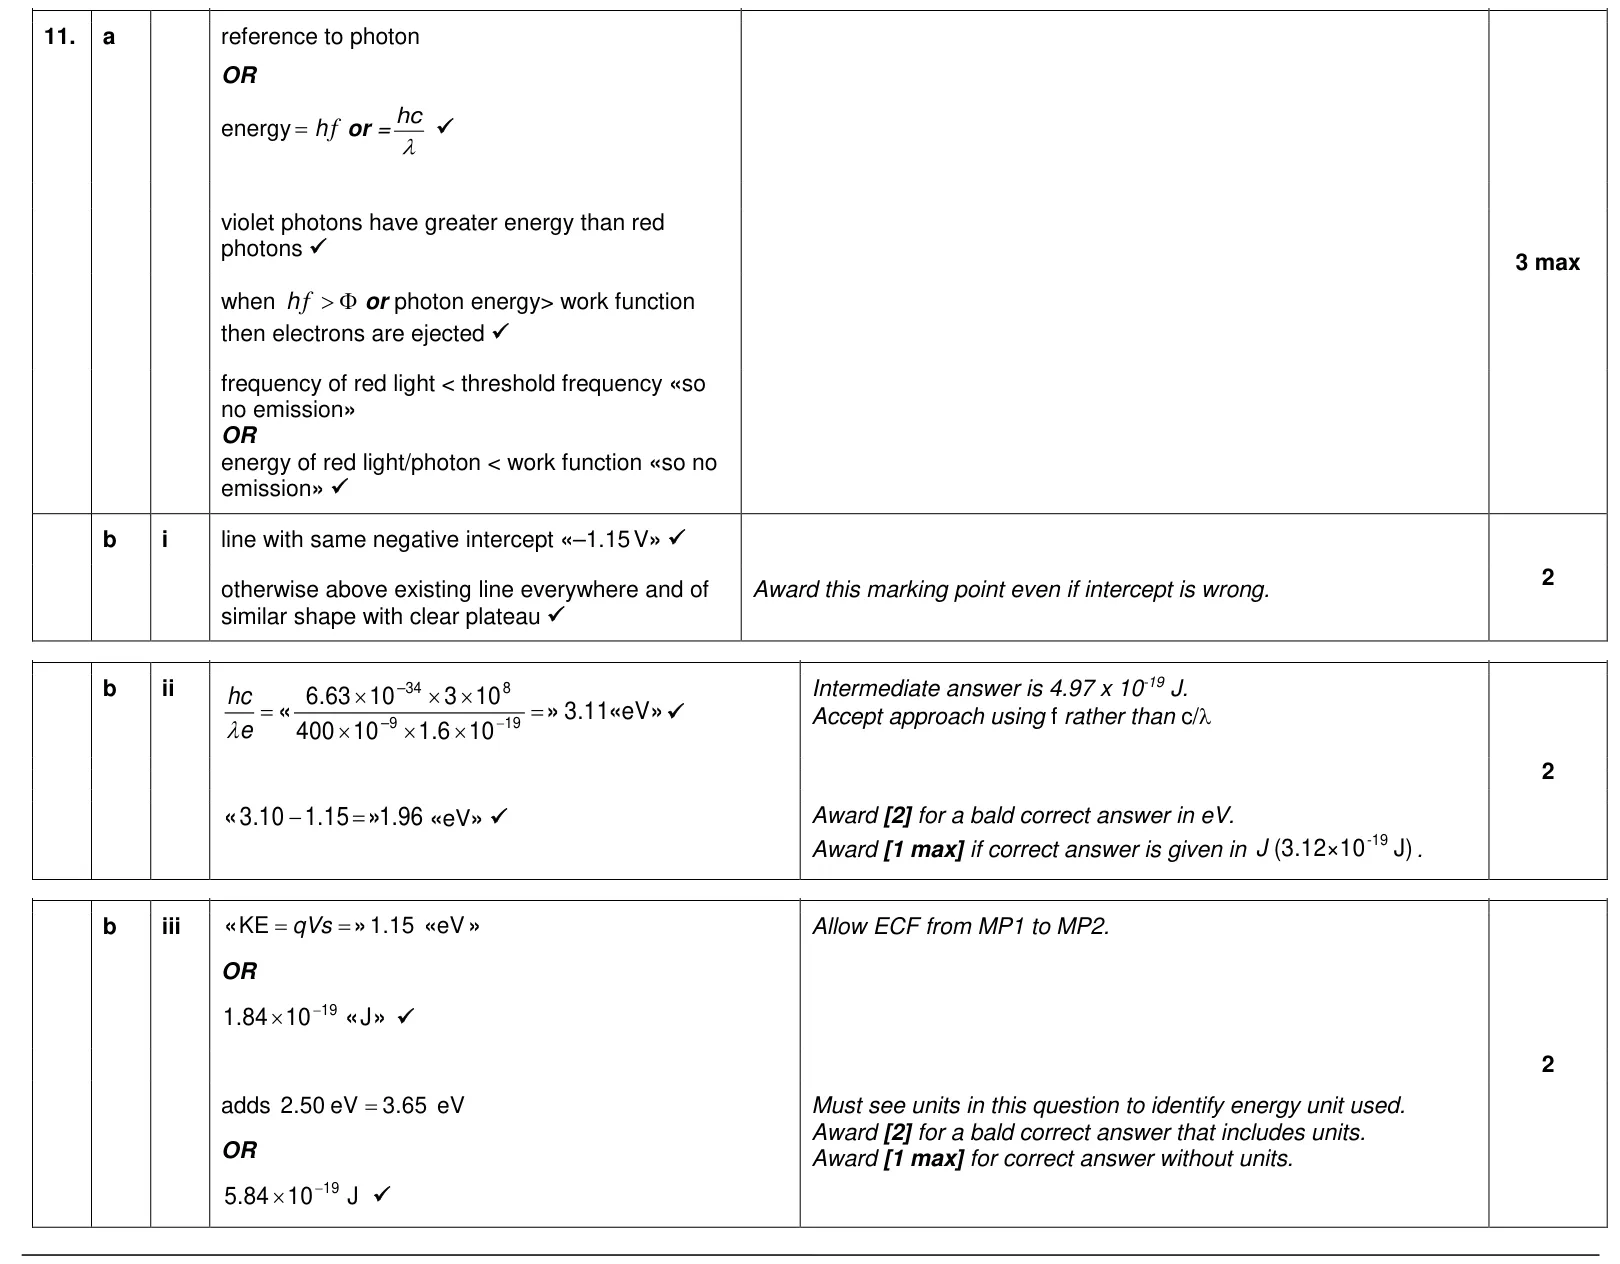 11. a reference to photon
OR
energy = hf or = hc/λ ✓
violet photons have greater energy than red
photons ✓
when hf > Φ or photon energy> work function
then electrons are ejected ✓
frequency of red light < threshold frequency «so
no emission»
OR
energy of red light/photon < work function «so no
emission» ✓
3 max
b i line with same negative intercept «–1.15 V» ✓
otherwise above existing line everywhere and of
similar shape with clear plateau ✓
Award this marking point even if intercept is wrong.
2
b ii hc/λe = « 6.63×10⁻³⁴ ×3×10⁸ / 400×10⁻⁹ ×1.6×10⁻¹⁹ =» 3.11«eV» ✓
Intermediate answer is 4.97 x 10⁻¹⁹ J.
Accept approach using f rather than c/λ
«3.10 – 1.15 =»1.96 «eV» ✓
Award [2] for a bald correct answer in eV.
Award [1 max] if correct answer is given in J (3.12×10⁻¹⁹ J) .
2
b iii «KE = qVs =» 1.15 «eV»
Allow ECF from MP1 to MP2.
OR
1.84×10⁻¹⁹ «J» ✓
adds 2.50 eV = 3.65 eV
OR
5.84×10⁻¹⁹ J ✓
Must see units in this question to identify energy unit used.
Award [2] for a bald correct answer that includes units.
Award [1 max] for correct answer without units.
2